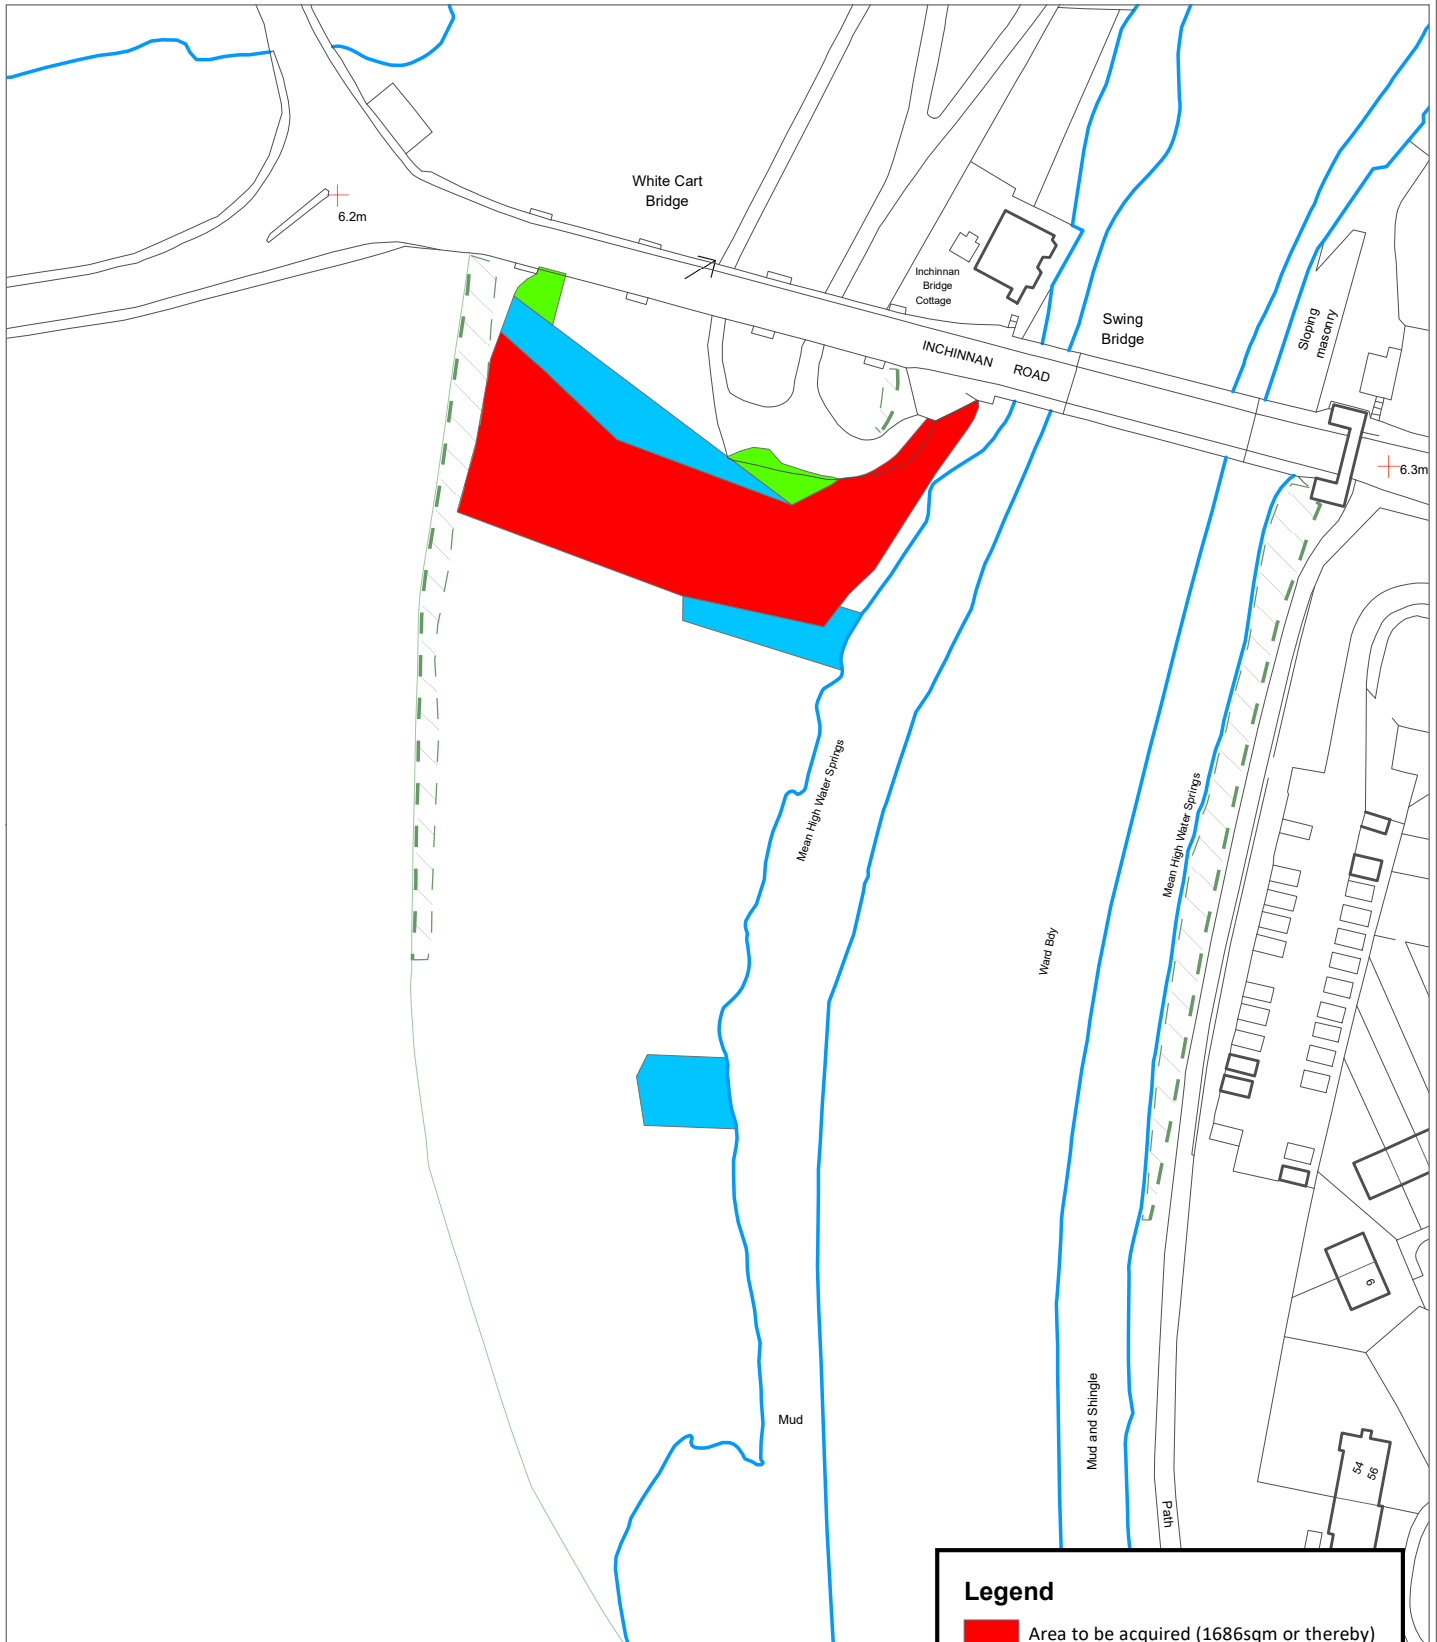 White Cart
Bridge
6.2m
Inchinnan
Bridge
Cottage
Swing
Bridge
Sloping
masonry
INCHINNAN ROAD
6.3m
Mean High Water Springs
Mean High Water Springs
Ward Bdy
6
Mud and Shingle
Mud
54
56
Path
Legend
Area to be acquired (1686sqm or thereby)